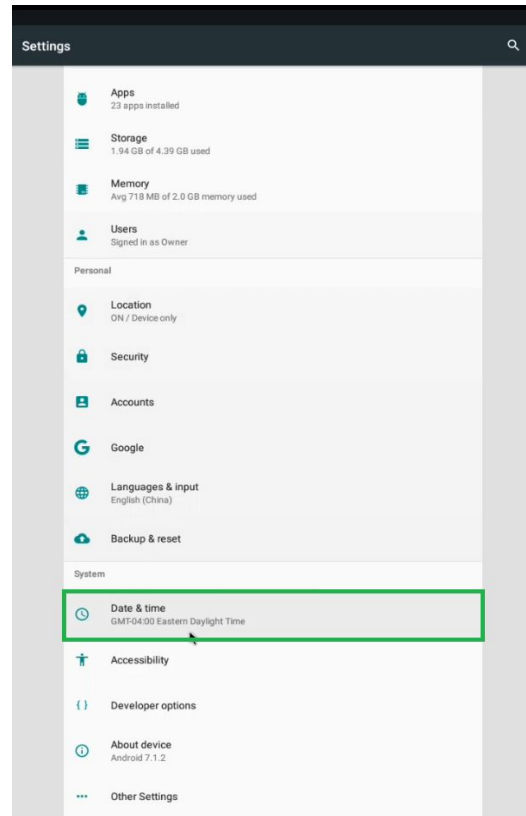 Settings
Apps
23 apps installed
Storage
1.94 GB of 4.39 GB used
Memory
Avg 718 MB of 2.0 GB memory used
Users
Signed in as Owner
Personal
Location
ON / Device only
Security
Accounts
Google
Languages & input
English (China)
Backup & reset
System
Date & time
GMT-04:00 Eastern Daylight Time
Accessibility
Developer options
About device
Android 7.1.2
Other Settings